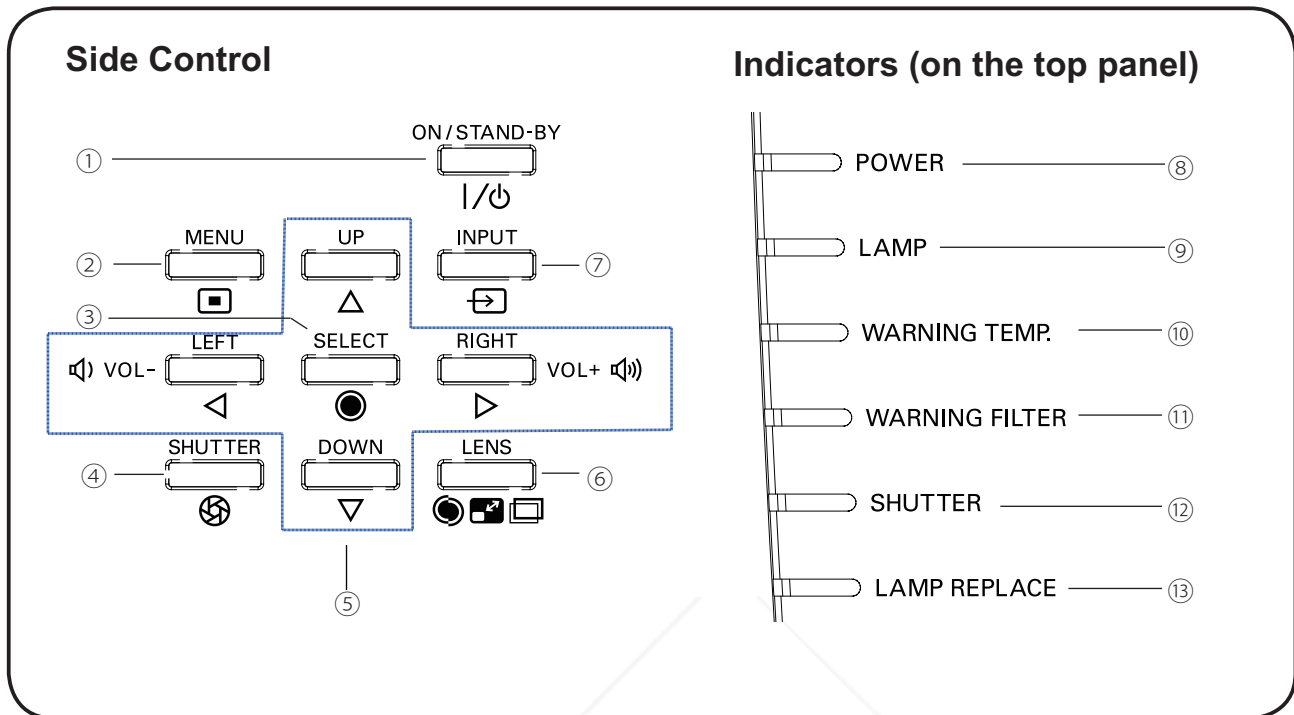 Side Control
Indicators (on the top panel)
ON/STAND-BY
①
MENU
UP
INPUT
②
⑦
③
LEFT
SELECT
RIGHT
VOL-
VOL+
SHUTTER
DOWN
LENS
④
⑥
⑤
POWER
⑧
LAMP
⑨
WARNING TEMP.
⑩
WARNING FILTER
⑪
SHUTTER
⑫
LAMP REPLACE
⑬